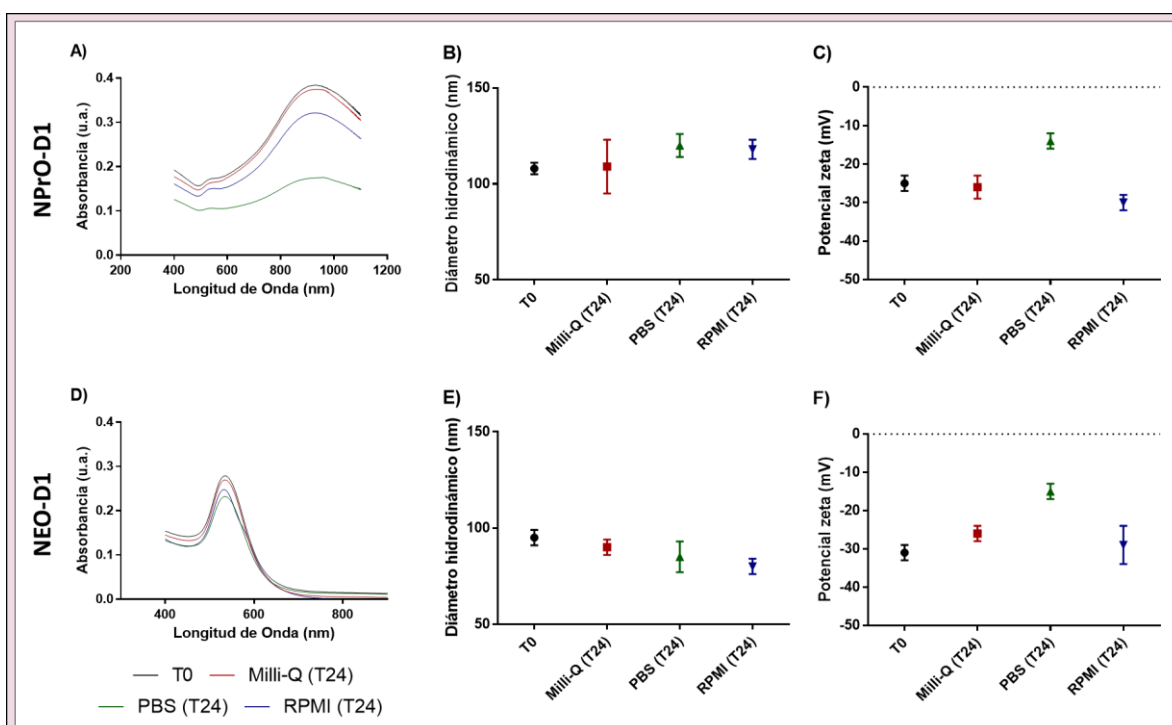 NPrO-D1
A)
Absorbancia (u.a.)
0.4
0.3
0.2
0.1
0.0
200 400 600 800 1000 1200
Longitud de Onda (nm)
B)
Diámetro hidrodinámico (nm)
150
100
50
T0
Milli-Q (T24)
PBS (T24)
RPMI (T24)
C)
Potencial zeta (mV)
0
-10
-20
-30
-40
-50
T0
Milli-Q (T24)
PBS (T24)
RPMI (T24)
NEO-D1
D)
Absorbancia (u.a.)
0.4
0.3
0.2
0.1
0.0
400 600 800
Longitud de Onda (nm)
E)
Diámetro hidrodinámico (nm)
150
100
50
T0
Milli-Q (T24)
PBS (T24)
RPMI (T24)
F)
Potencial zeta (mV)
0
-10
-20
-30
-40
-50
T0
Milli-Q (T24)
PBS (T24)
RPMI (T24)
T0 Milli-Q (T24)
PBS (T24) RPMI (T24)